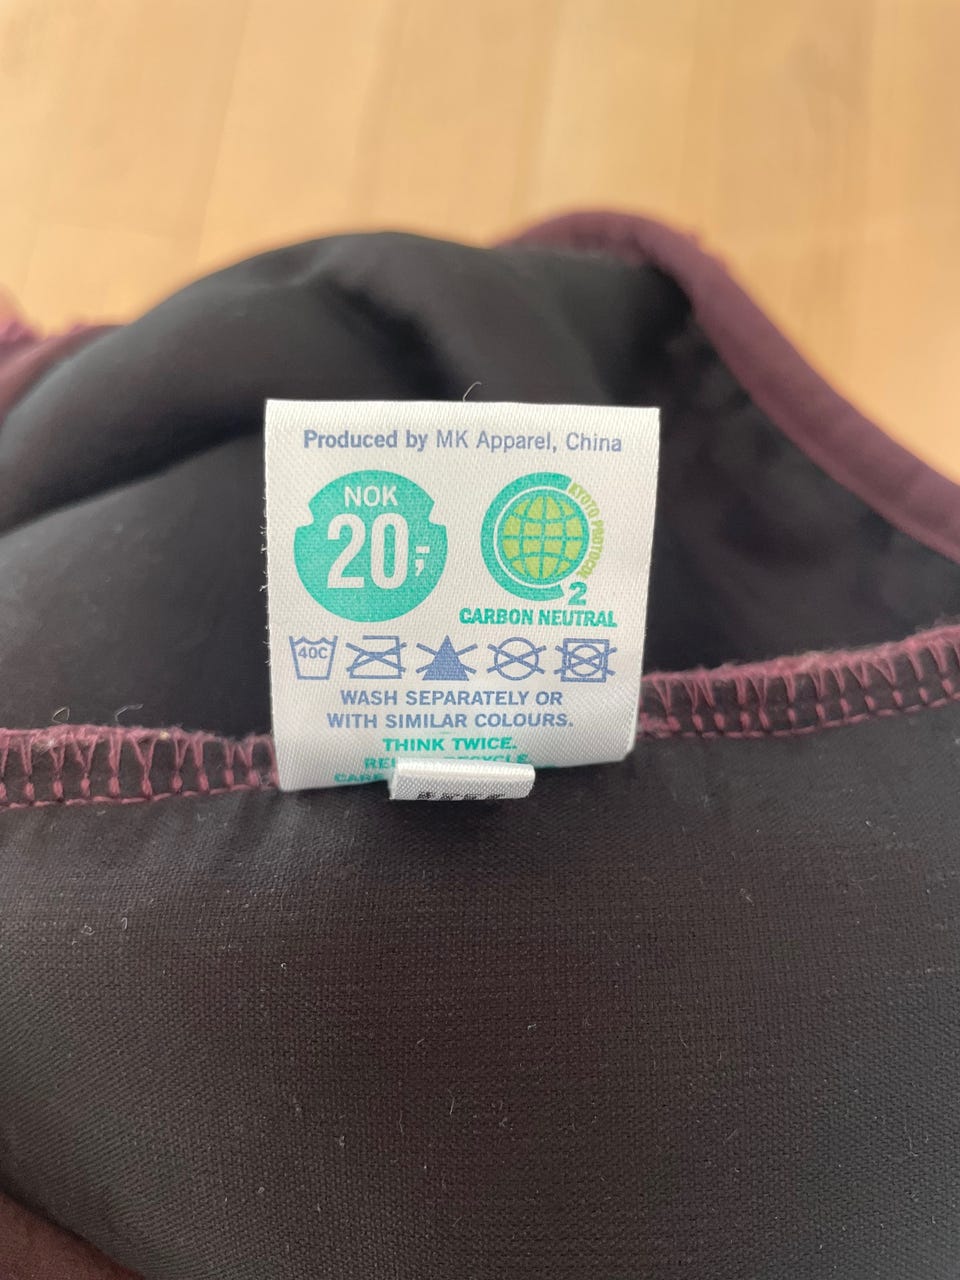 Produced by MK Apparel, China
NOK
20,-
KYOTO PROTOCOL
2
CARBON NEUTRAL
40C
WASH SEPARATELY OR
WITH SIMILAR COLOURS.
THINK TWICE.
RECYCLE